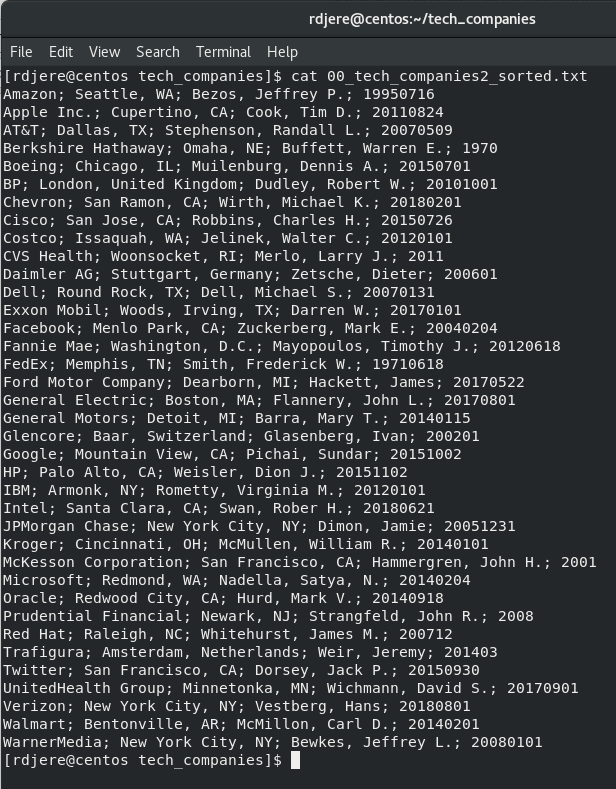 rdjere@centos:~/tech_companies
File Edit View Search Terminal Help
[rdjere@centos tech_companies]$ cat 00_tech_companies2_sorted.txt
Amazon; Seattle, WA; Bezos, Jeffrey P.; 19950716
Apple Inc.; Cupertino, CA; Cook, Tim D.; 20110824
AT&T; Dallas, TX; Stephenson, Randall L.; 20070509
Berkshire Hathaway; Omaha, NE; Buffett, Warren E.; 1970
Boeing; Chicago, IL; Muilenburg, Dennis A.; 20150701
BP; London, United Kingdom; Dudley, Robert W.; 20101001
Chevron; San Ramon, CA; Wirth, Michael K.; 20180201
Cisco; San Jose, CA; Robbins, Charles H.; 20150726
Costco; Issaquah, WA; Jelinek, Walter C.; 20120101
CVS Health; Woonsocket, RI; Merlo, Larry J.; 2011
Daimler AG; Stuttgart, Germany; Zetsche, Dieter; 200601
Dell; Round Rock, TX; Dell, Michael S.; 20070131
Exxon Mobil; Woods, Irving, TX; Darren W.; 20170101
Facebook; Menlo Park, CA; Zuckerberg, Mark E.; 20040204
Fannie Mae; Washington, D.C.; Mayopoulos, Timothy J.; 20120618
FedEx; Memphis, TN; Smith, Frederick W.; 19710618
Ford Motor Company; Dearborn, MI; Hackett, James; 20170522
General Electric; Boston, MA; Flannery, John L.; 20170801
General Motors; Detroit, MI; Barra, Mary T.; 20140115
Glencore; Baar, Switzerland; Glasenberg, Ivan; 200201
Google; Mountain View, CA; Pichai, Sundar; 20151002
HP; Palo Alto, CA; Weisler, Dion J.; 20151102
IBM; Armonk, NY; Rometty, Virginia M.; 20120101
Intel; Santa Clara, CA; Swan, Rober H.; 20180621
JPMorgan Chase; New York City, NY; Dimon, Jamie; 20051231
Kroger; Cincinnati, OH; McMullen, William R.; 20140101
McKesson Corporation; San Francisco, CA; Hammergren, John H.; 2001
Microsoft; Redmond, WA; Nadella, Satya, N.; 20140204
Oracle; Redwood City, CA; Hurd, Mark V.; 20140918
Prudential Financial; Newark, NJ; Strangfeld, John R.; 2008
Red Hat; Raleigh, NC; Whitehurst, James M.; 200712
Trafigura; Amsterdam, Netherlands; Weir, Jeremy; 201403
Twitter; San Francisco, CA; Dorsey, Jack P.; 20150930
UnitedHealth Group; Minnetonka, MN; Wichmann, David S.; 20170901
Verizon; New York City, NY; Vestberg, Hans; 20180801
Walmart; Bentonville, AR; McMillon, Carl D.; 20140201
WarnerMedia; New York City, NY; Bewkes, Jeffrey L.; 20080101
[rdjere@centos tech_companies]$